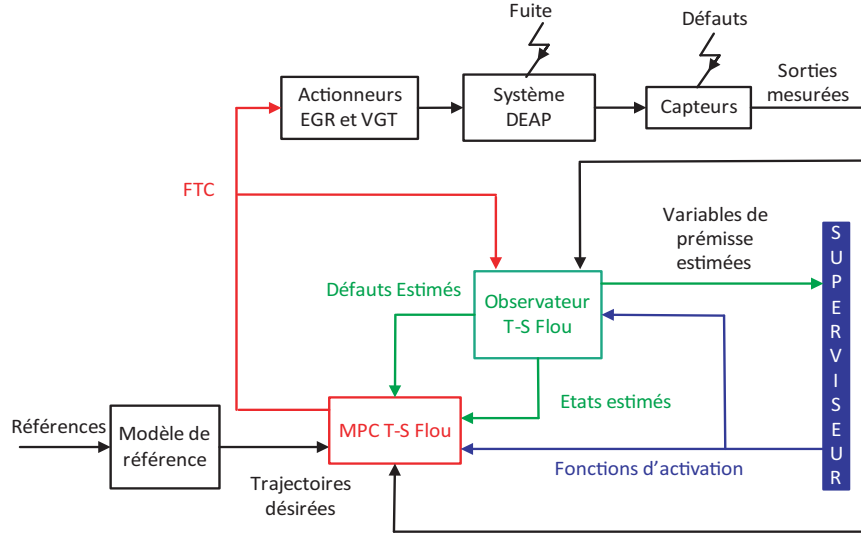 Fuite
Défauts
Actionneurs
EGR et VGT
Système
DEAP
Capteurs
Sorties
mesurées
FTC
Variables de
prémisse
estimées
SUPERVISEUR
Défauts Estimés
Observateur
T-S Flou
Etats estimés
Références
Modèle de
référence
MPC T-S Flou
Trajectoires
désirées
Fonctions d'activation